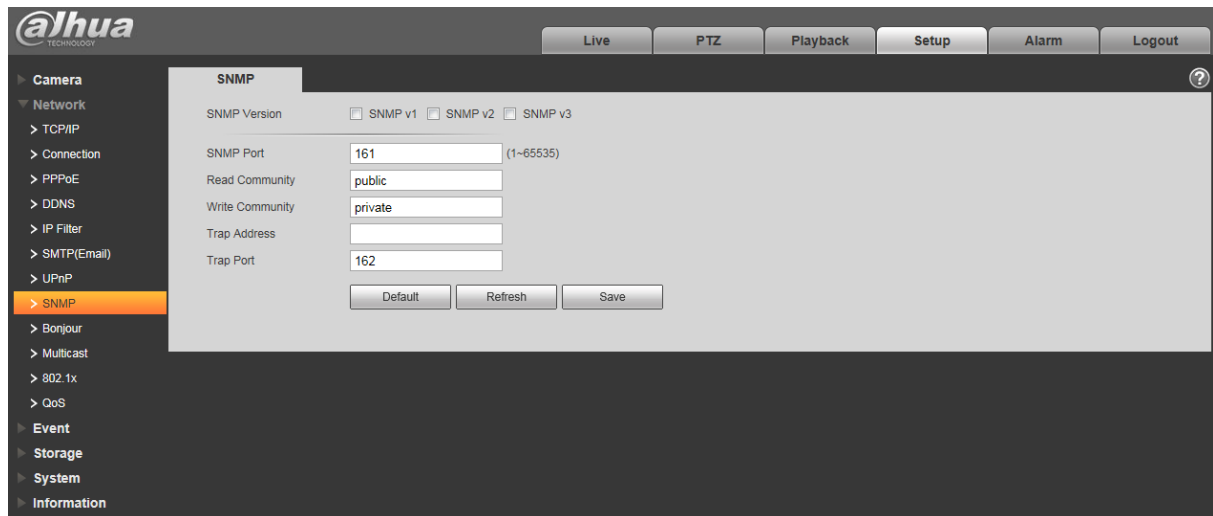 alhua
TECHNOLOGY
Live PTZ Playback Setup Alarm Logout
Camera
Network
> TCP/IP
> Connection
> PPPoE
> DDNS
> IP Filter
> SMTP(Email)
> UPnP
> SNMP
> Bonjour
> Multicast
> 802.1x
> QoS
Event
Storage
System
Information
SNMP
?
SNMP Version SNMP v1 SNMP v2 SNMP v3
SNMP Port 161 (1~65535)
Read Community public
Write Community private
Trap Address
Trap Port 162
Default Refresh Save